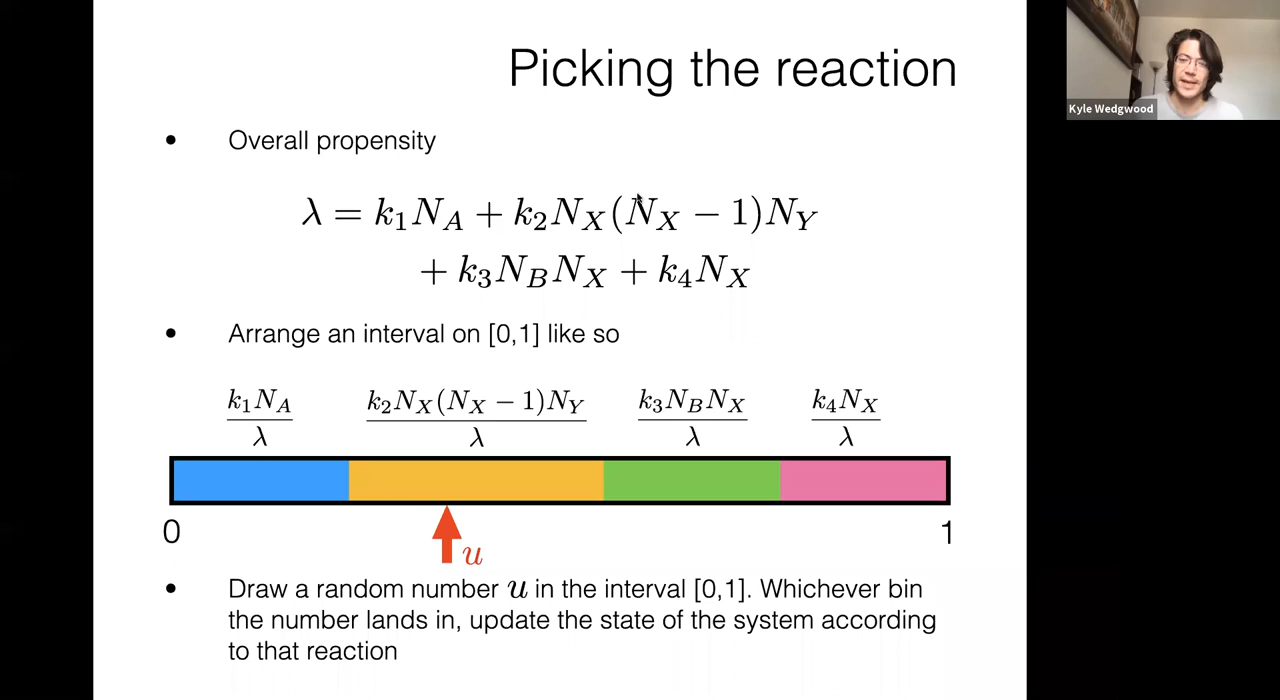 Picking the reaction
Kyle Wedgwood
• Overall propensity
λ = k₁N_A + k₂N_X(N_X − 1)N_Y
+ k₃N_BN_X + k₄N_X
• Arrange an interval on [0,1] like so
k₁N_A/λ k₂N_X(N_X − 1)N_Y/λ k₃N_BN_X/λ k₄N_X/λ
0 1
u
• Draw a random number u in the interval [0,1]. Whichever bin
the number lands in, update the state of the system according
to that reaction